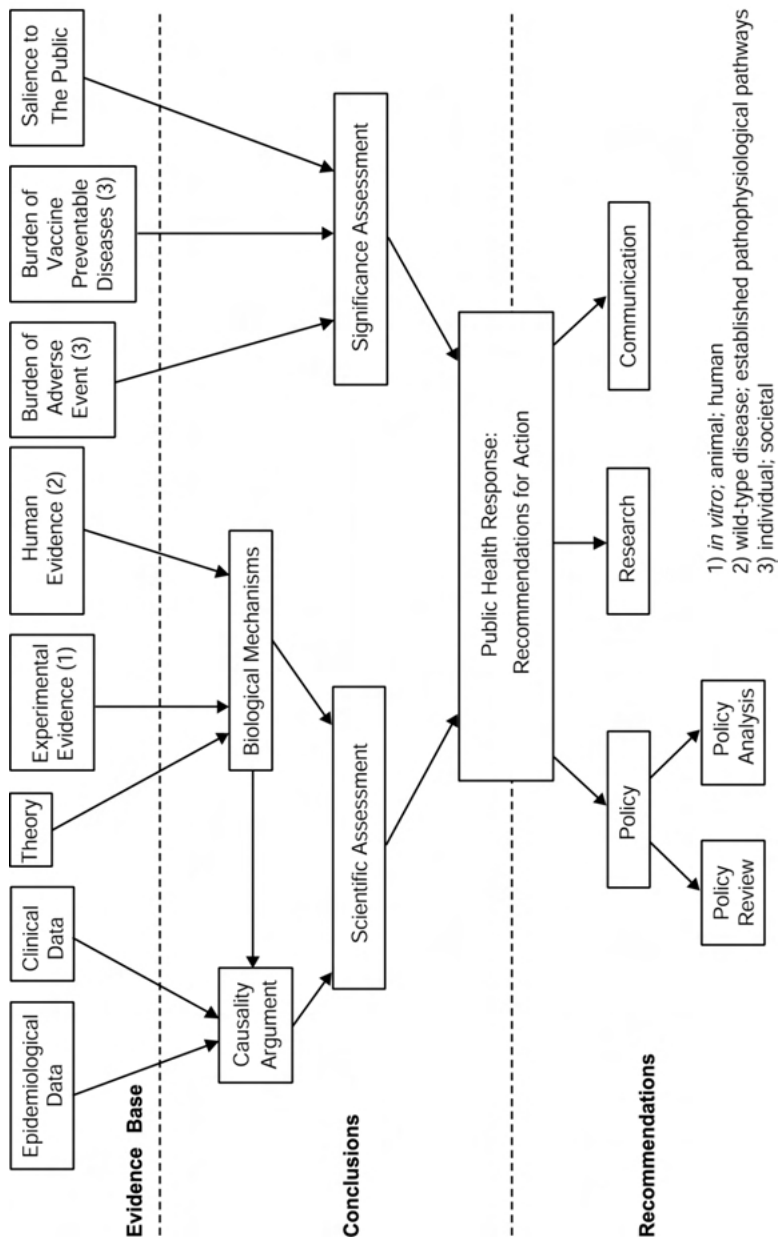 Evidence Base
Epidemiological
Data
Clinical
Data
Theory
Experimental
Evidence (1)
Human
Evidence (2)
Burden of
Adverse
Event (3)
Burden of
Vaccine
Preventable
Diseases (3)
Salience to
The Public
Conclusions
Causality
Argument
Biological Mechanisms
Scientific Assessment
Significance Assessment
Public Health Response:
Recommendations for Action
Recommendations
Policy
Research
Communication
Policy
Review
Policy
Analysis
1) in vitro; animal; human
2) wild-type disease; established pathophysiological pathways
3) individual; societal